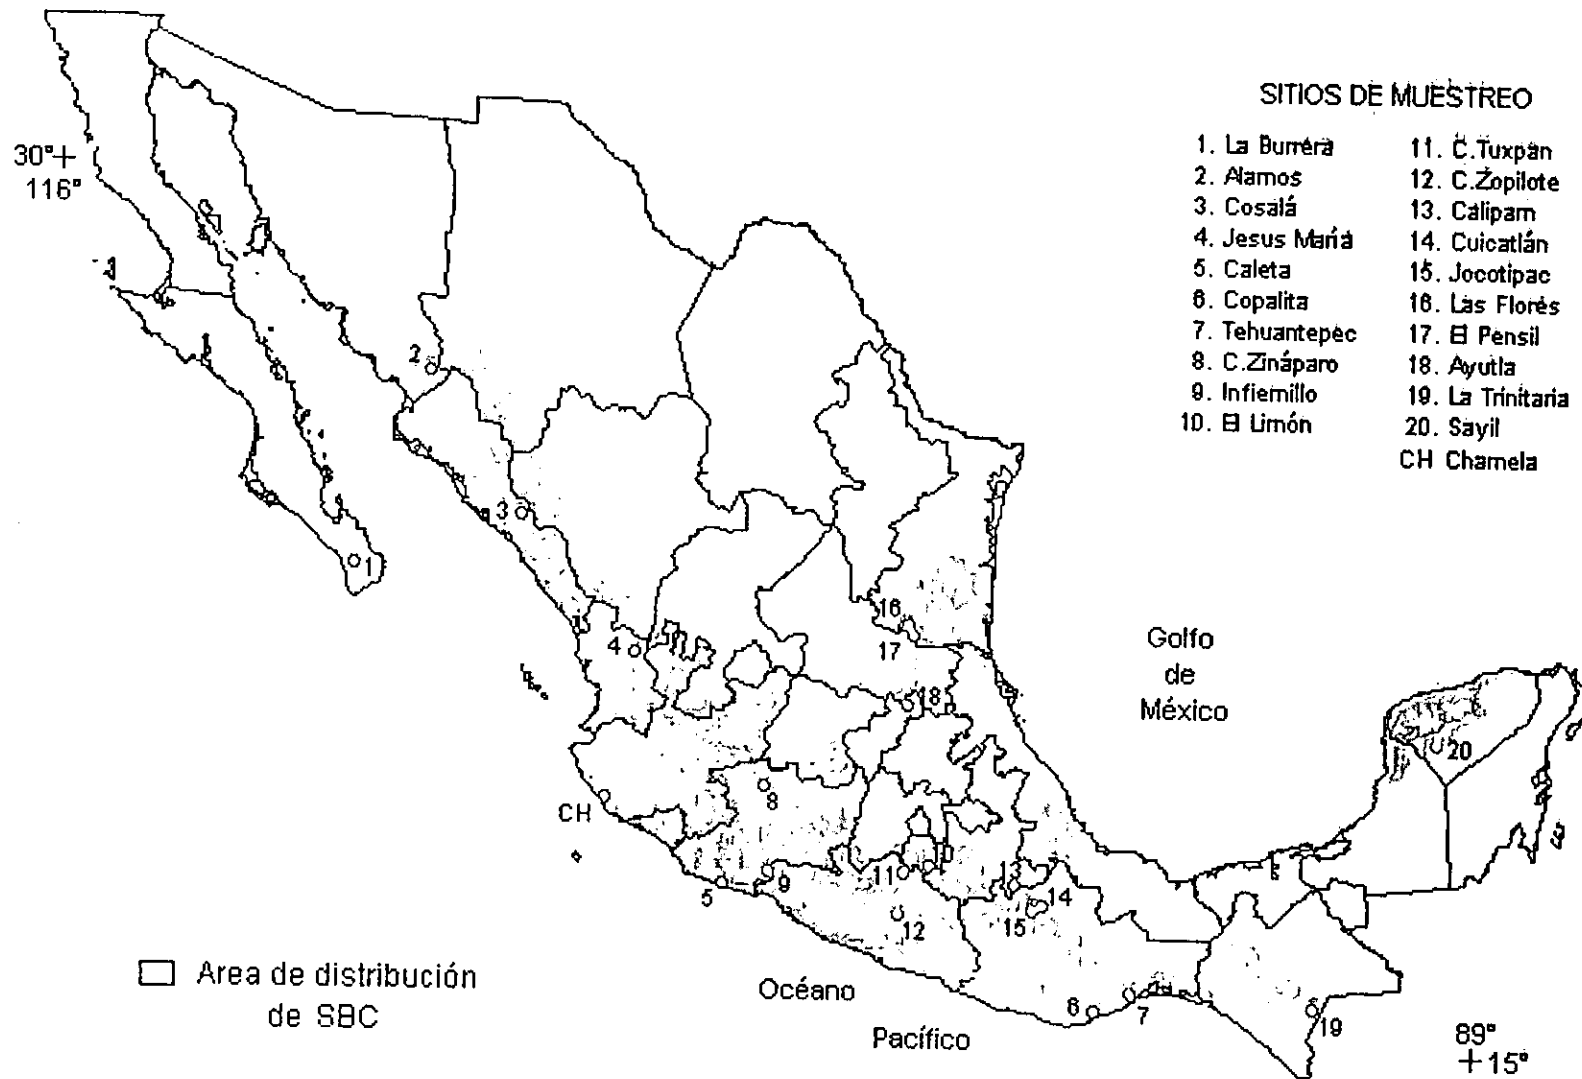 SITIOS DE MUESTREO
1. La Burrera
2. Alamos
3. Cosalá
4. Jesus María
5. Caleta
6. Copalita
7. Tehuantepec
8. C.Zináparo
9. Infiernillo
10. El Limón
11. C.Tuxpan
12. C.Zopilote
13. Calipam
14. Cuicatlán
15. Jocotipac
16. Las Flores
17. El Pensil
18. Ayutla
19. La Trinitaria
20. Sayil
CH Chamela
30°+
116°
2
3
1
4
16
17
18
Golfo
de
México
20
CH
8
5
9
11
12
13
14
15
6
7
19
Area de distribución
de SBC
Océano
Pacífico
89°
+15°